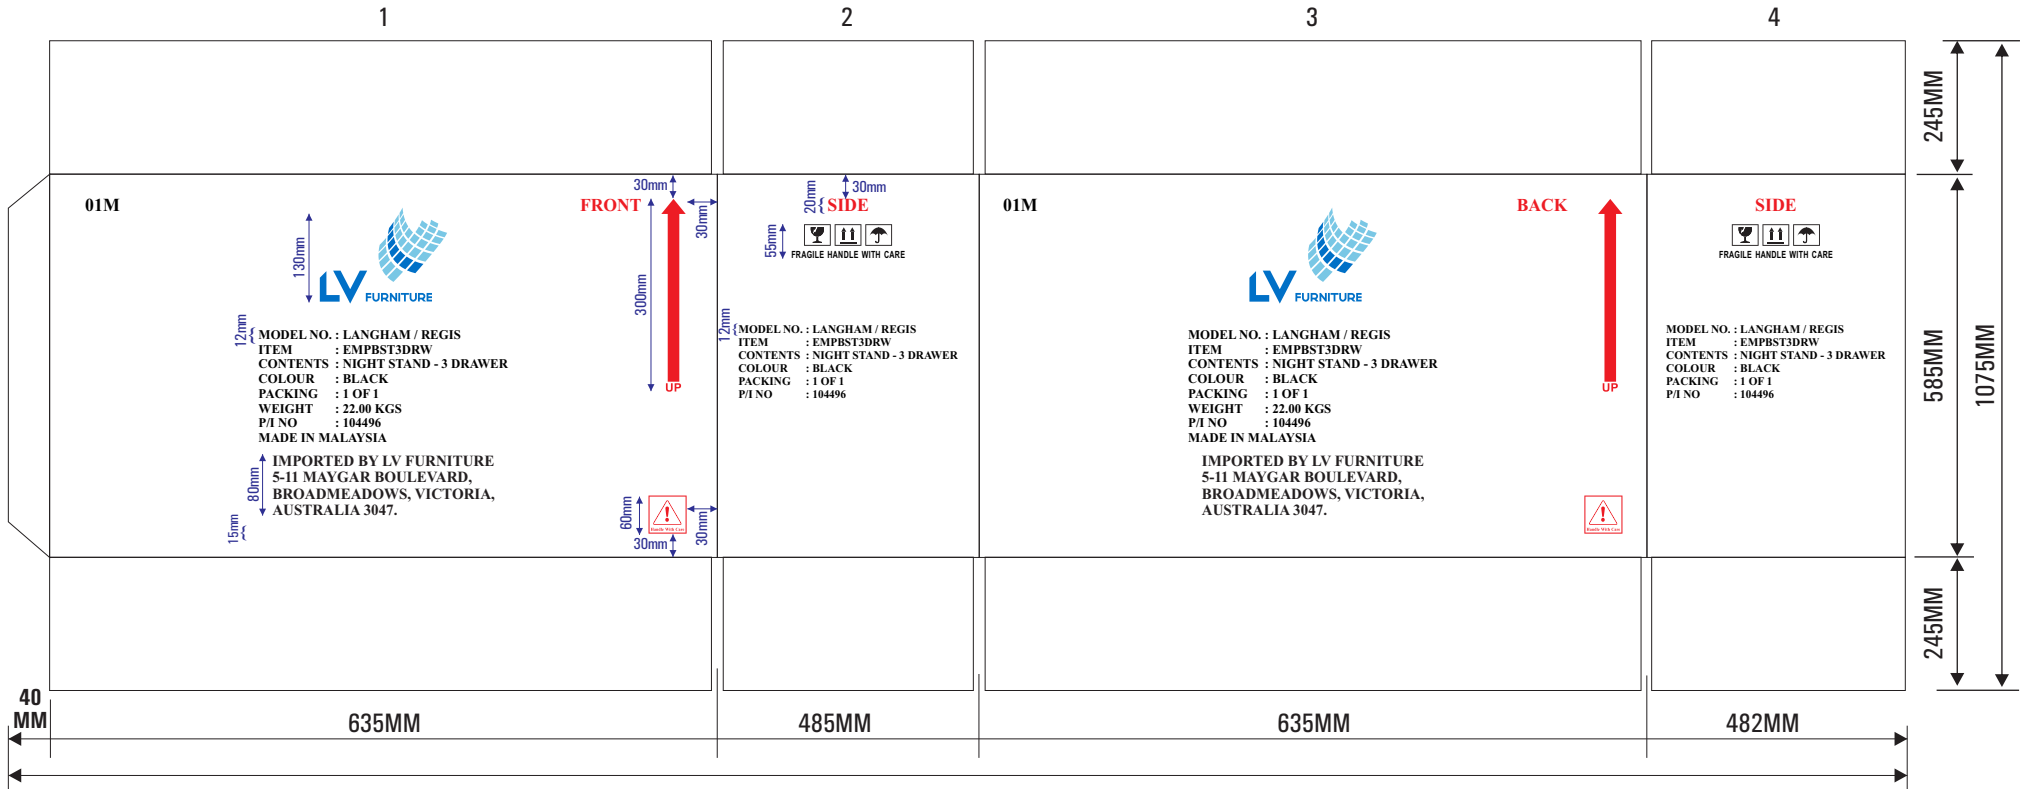 1 2 3 4
245MM
585MM
245MM
1075MM
01M
30mm
FRONT
30mm
130mm
LV FURNITURE
300mm
UP
12mm
MODEL NO. : LANGHAM / REGIS
ITEM : EMPBST3DRW
CONTENTS : NIGHT STAND - 3 DRAWER
COLOUR : BLACK
PACKING : 1 OF 1
WEIGHT : 22.00 KGS
P/I NO : 104496
MADE IN MALAYSIA
80mm
IMPORTED BY LV FURNITURE
5-11 MAYGAR BOULEVARD,
BROADMEADOWS, VICTORIA,
AUSTRALIA 3047.
15mm
60mm
Handle With Care
30mm
30mm
20mm
30mm
SIDE
55mm
FRAGILE HANDLE WITH CARE
12mm
MODEL NO. : LANGHAM / REGIS
ITEM : EMPBST3DRW
CONTENTS : NIGHT STAND - 3 DRAWER
COLOUR : BLACK
PACKING : 1 OF 1
P/I NO : 104496
01M
BACK
LV FURNITURE
UP
MODEL NO. : LANGHAM / REGIS
ITEM : EMPBST3DRW
CONTENTS : NIGHT STAND - 3 DRAWER
COLOUR : BLACK
PACKING : 1 OF 1
WEIGHT : 22.00 KGS
P/I NO : 104496
MADE IN MALAYSIA
IMPORTED BY LV FURNITURE
5-11 MAYGAR BOULEVARD,
BROADMEADOWS, VICTORIA,
AUSTRALIA 3047.
Handle With Care
SIDE
FRAGILE HANDLE WITH CARE
MODEL NO. : LANGHAM / REGIS
ITEM : EMPBST3DRW
CONTENTS : NIGHT STAND - 3 DRAWER
COLOUR : BLACK
PACKING : 1 OF 1
P/I NO : 104496
40
MM
635MM
485MM
635MM
482MM